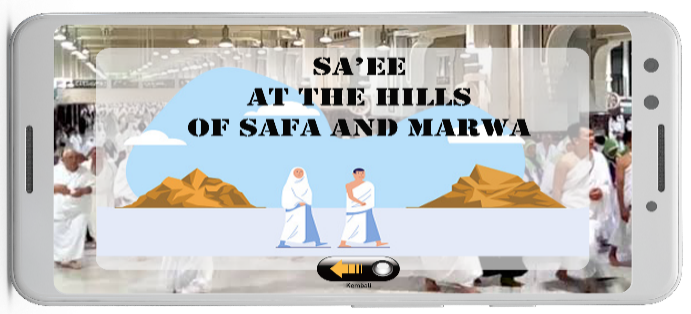 SA’EE
AT THE HILLS
OF SAFA AND MARWA
Kembali